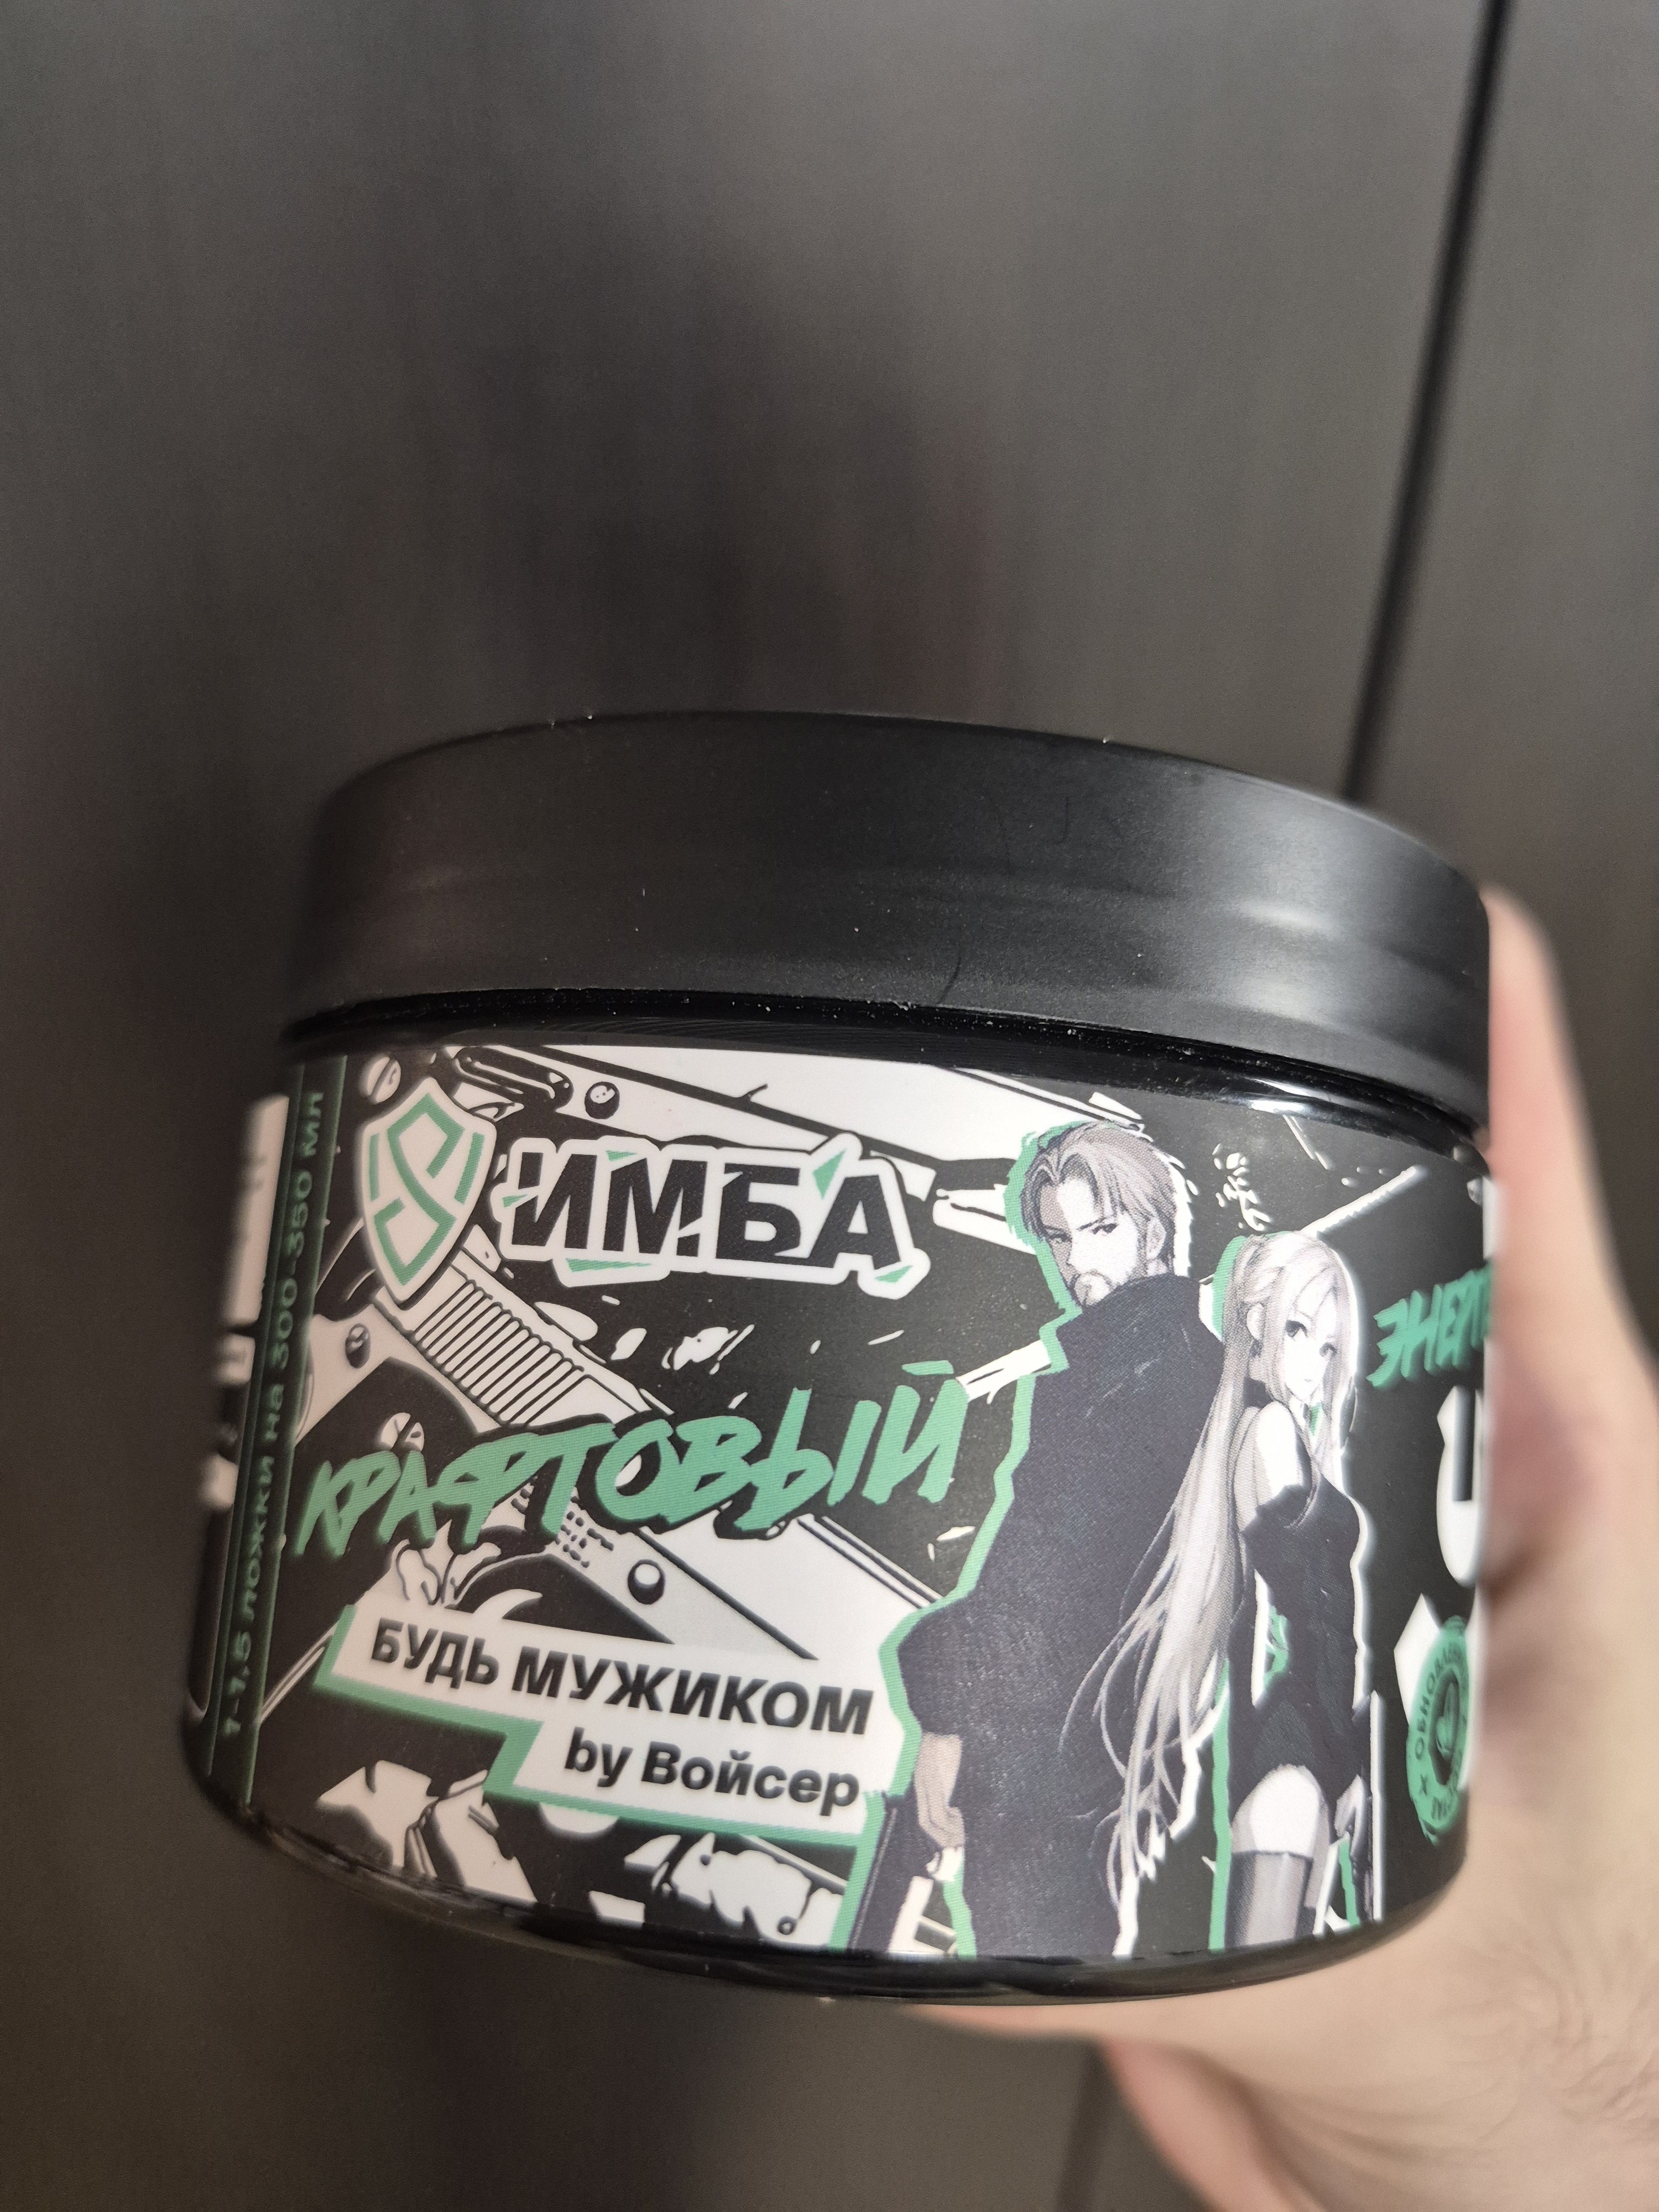 1-1,5 ложки на 300-350 мл
ИМБА
КРАФТОВЫЙ
БУДЬ МУЖИКОМ
by Войсер